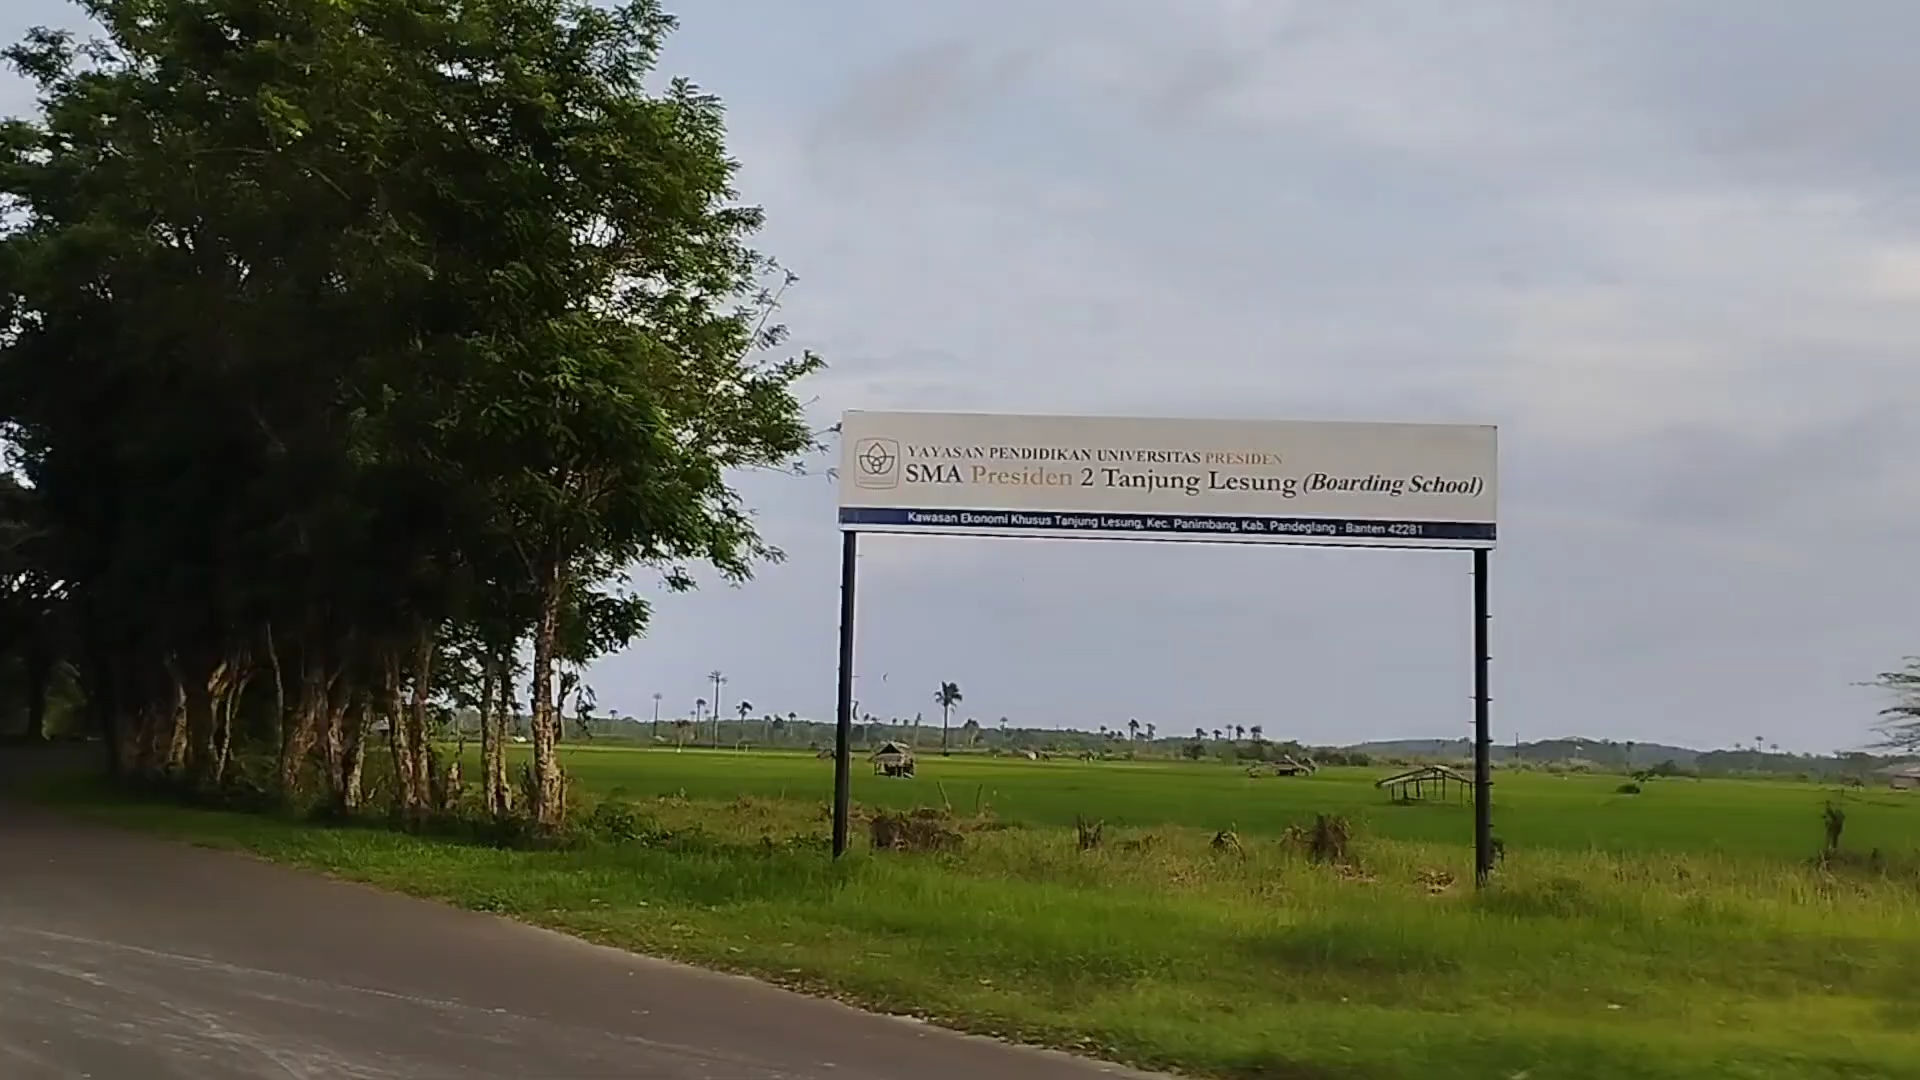 YAYASAN PENDIDIKAN UNIVERSITAS PRESIDEN
SMA Presiden 2 Tanjung Lesung (Boarding School)
Kawasan Ekonomi Khusus Tanjung Lesung, Kec. Panimbang, Kab. Pandeglang - Banten 42281